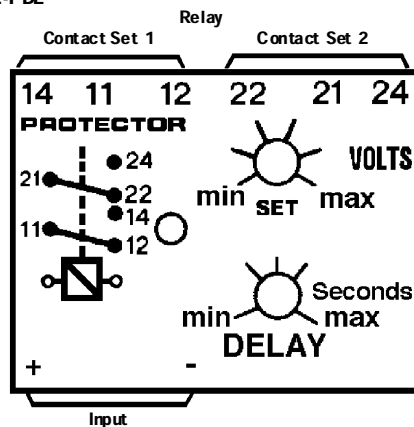 Relay
Contact Set 1 Contact Set 2
14 11 12 22 21 24
PROTECTOR
24
21
22
14
11
12
VOLTS
min SET max
Seconds
min max
DELAY
+ -
Input